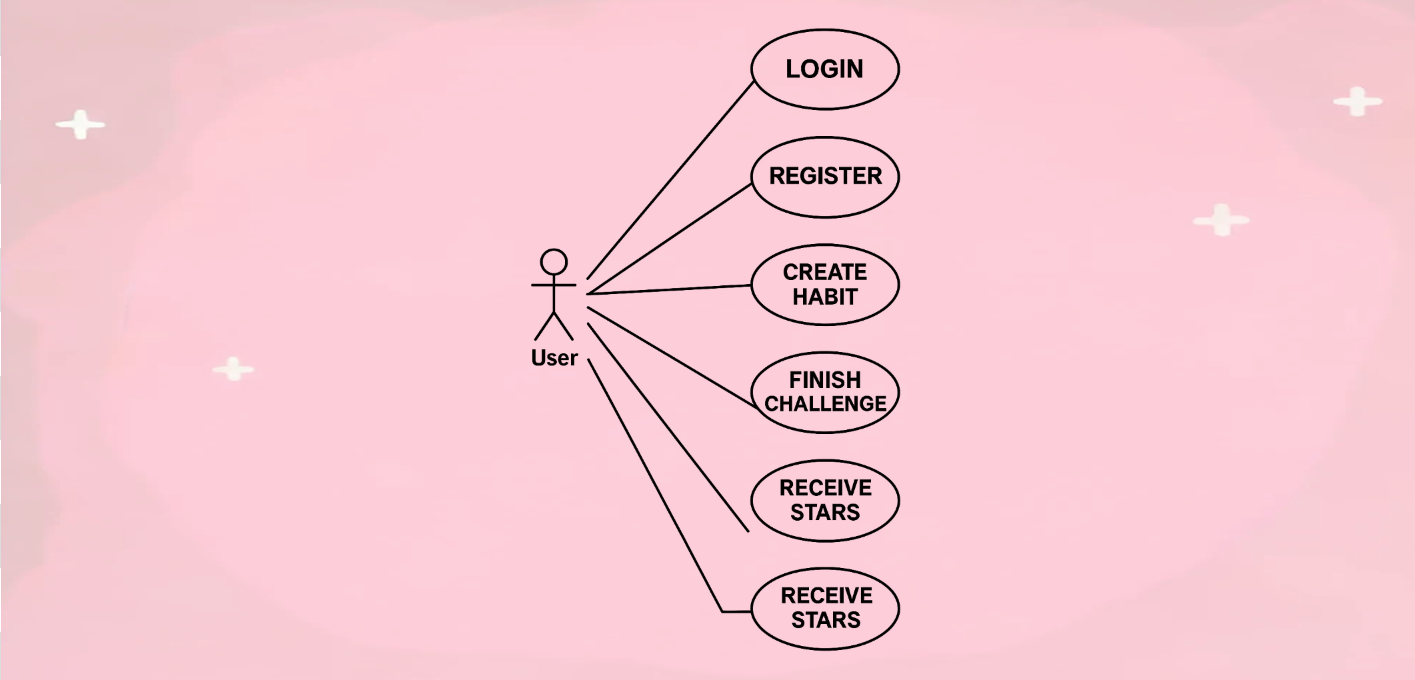 LOGIN
REGISTER
CREATE
HABIT
User
FINISH
CHALLENGE
RECEIVE
STARS
RECEIVE
STARS